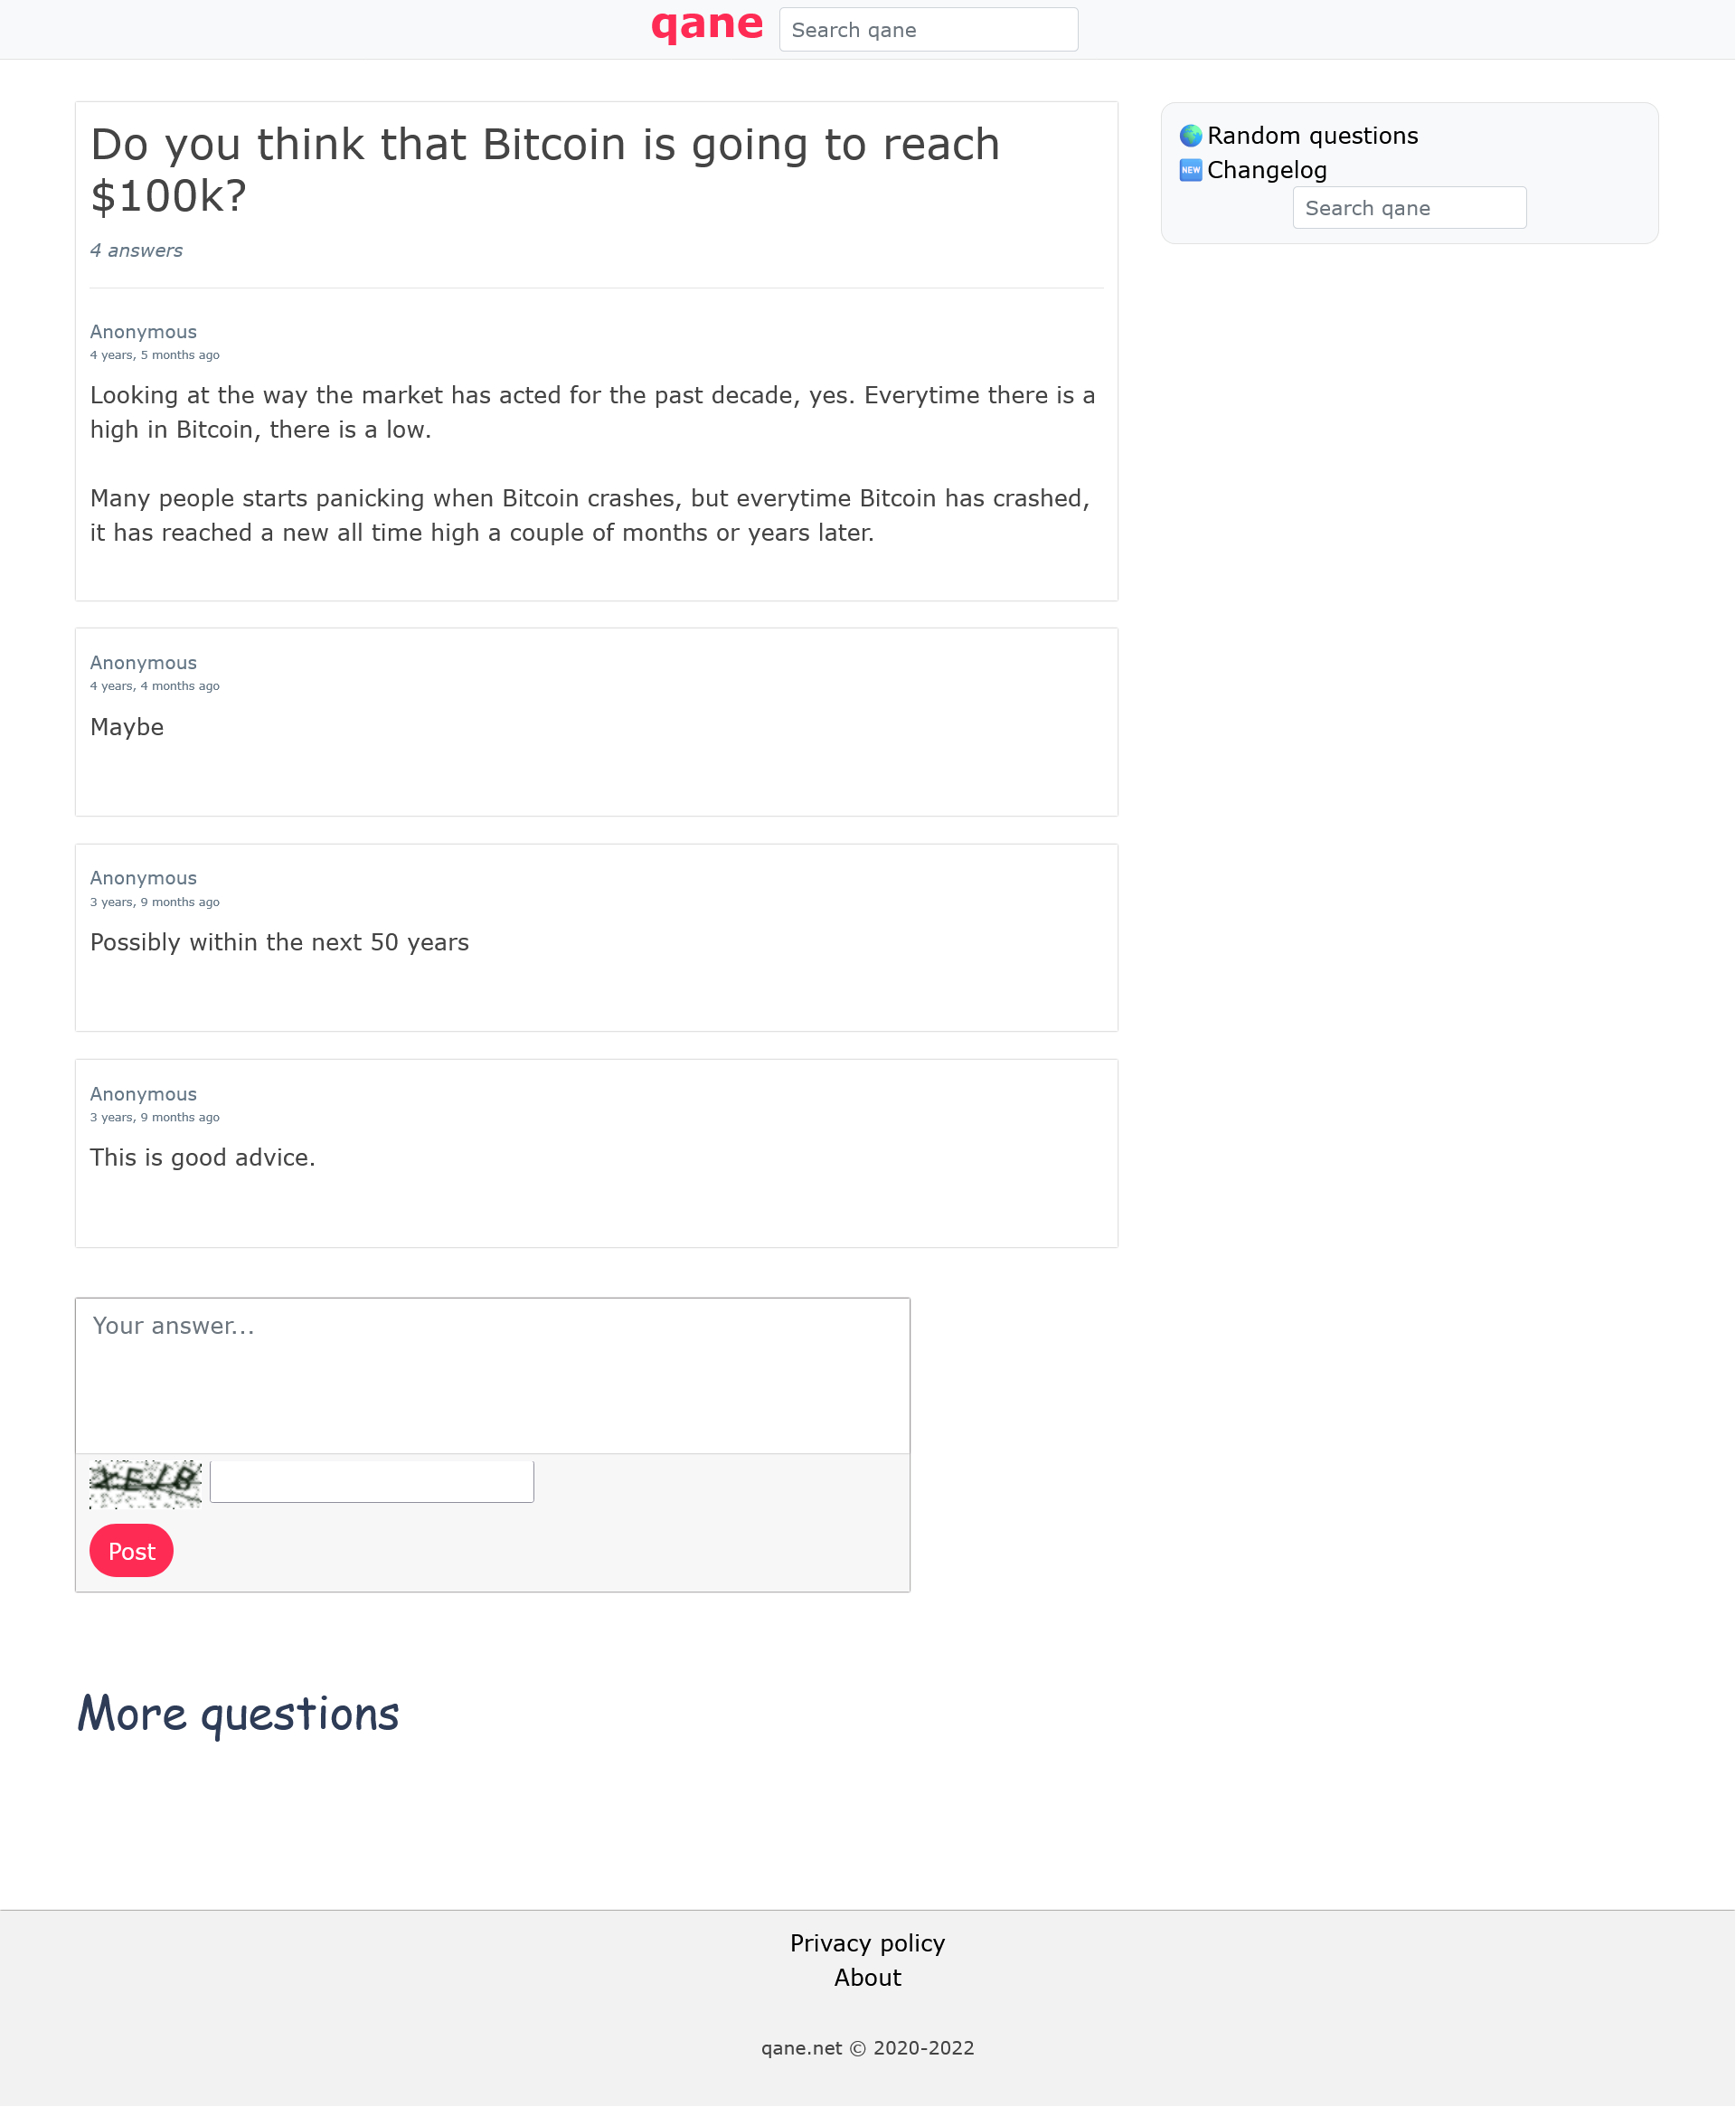 qane
Search qane
Do you think that Bitcoin is going to reach
$100k?
4 answers
Anonymous
4 years, 5 months ago
Looking at the way the market has acted for the past decade, yes. Everytime there is a
high in Bitcoin, there is a low.
Many people starts panicking when Bitcoin crashes, but everytime Bitcoin has crashed,
it has reached a new all time high a couple of months or years later.
Anonymous
4 years, 4 months ago
Maybe
Anonymous
3 years, 9 months ago
Possibly within the next 50 years
Anonymous
3 years, 9 months ago
This is good advice.
Your answer...
Post
Random questions
NEW Changelog
Search qane
More questions
Privacy policy
About
qane.net © 2020-2022